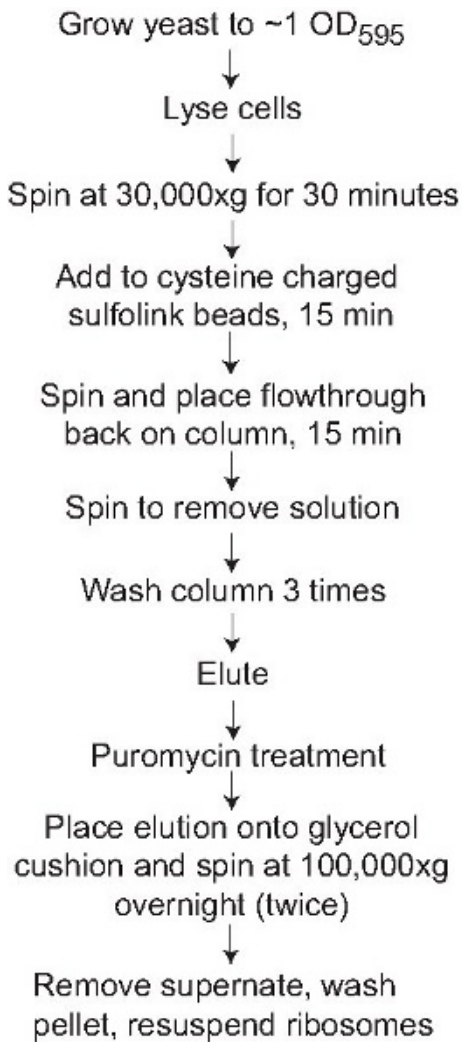 Grow yeast to ~1 OD595
Lyse cells
Spin at 30,000xg for 30 minutes
Add to cysteine charged
sulfolink beads, 15 min
Spin and place flowthrough
back on column, 15 min
Spin to remove solution
Wash column 3 times
Elute
Puromycin treatment
Place elution onto glycerol
cushion and spin at 100,000xg
overnight (twice)
Remove supernate, wash
pellet, resuspend ribosomes